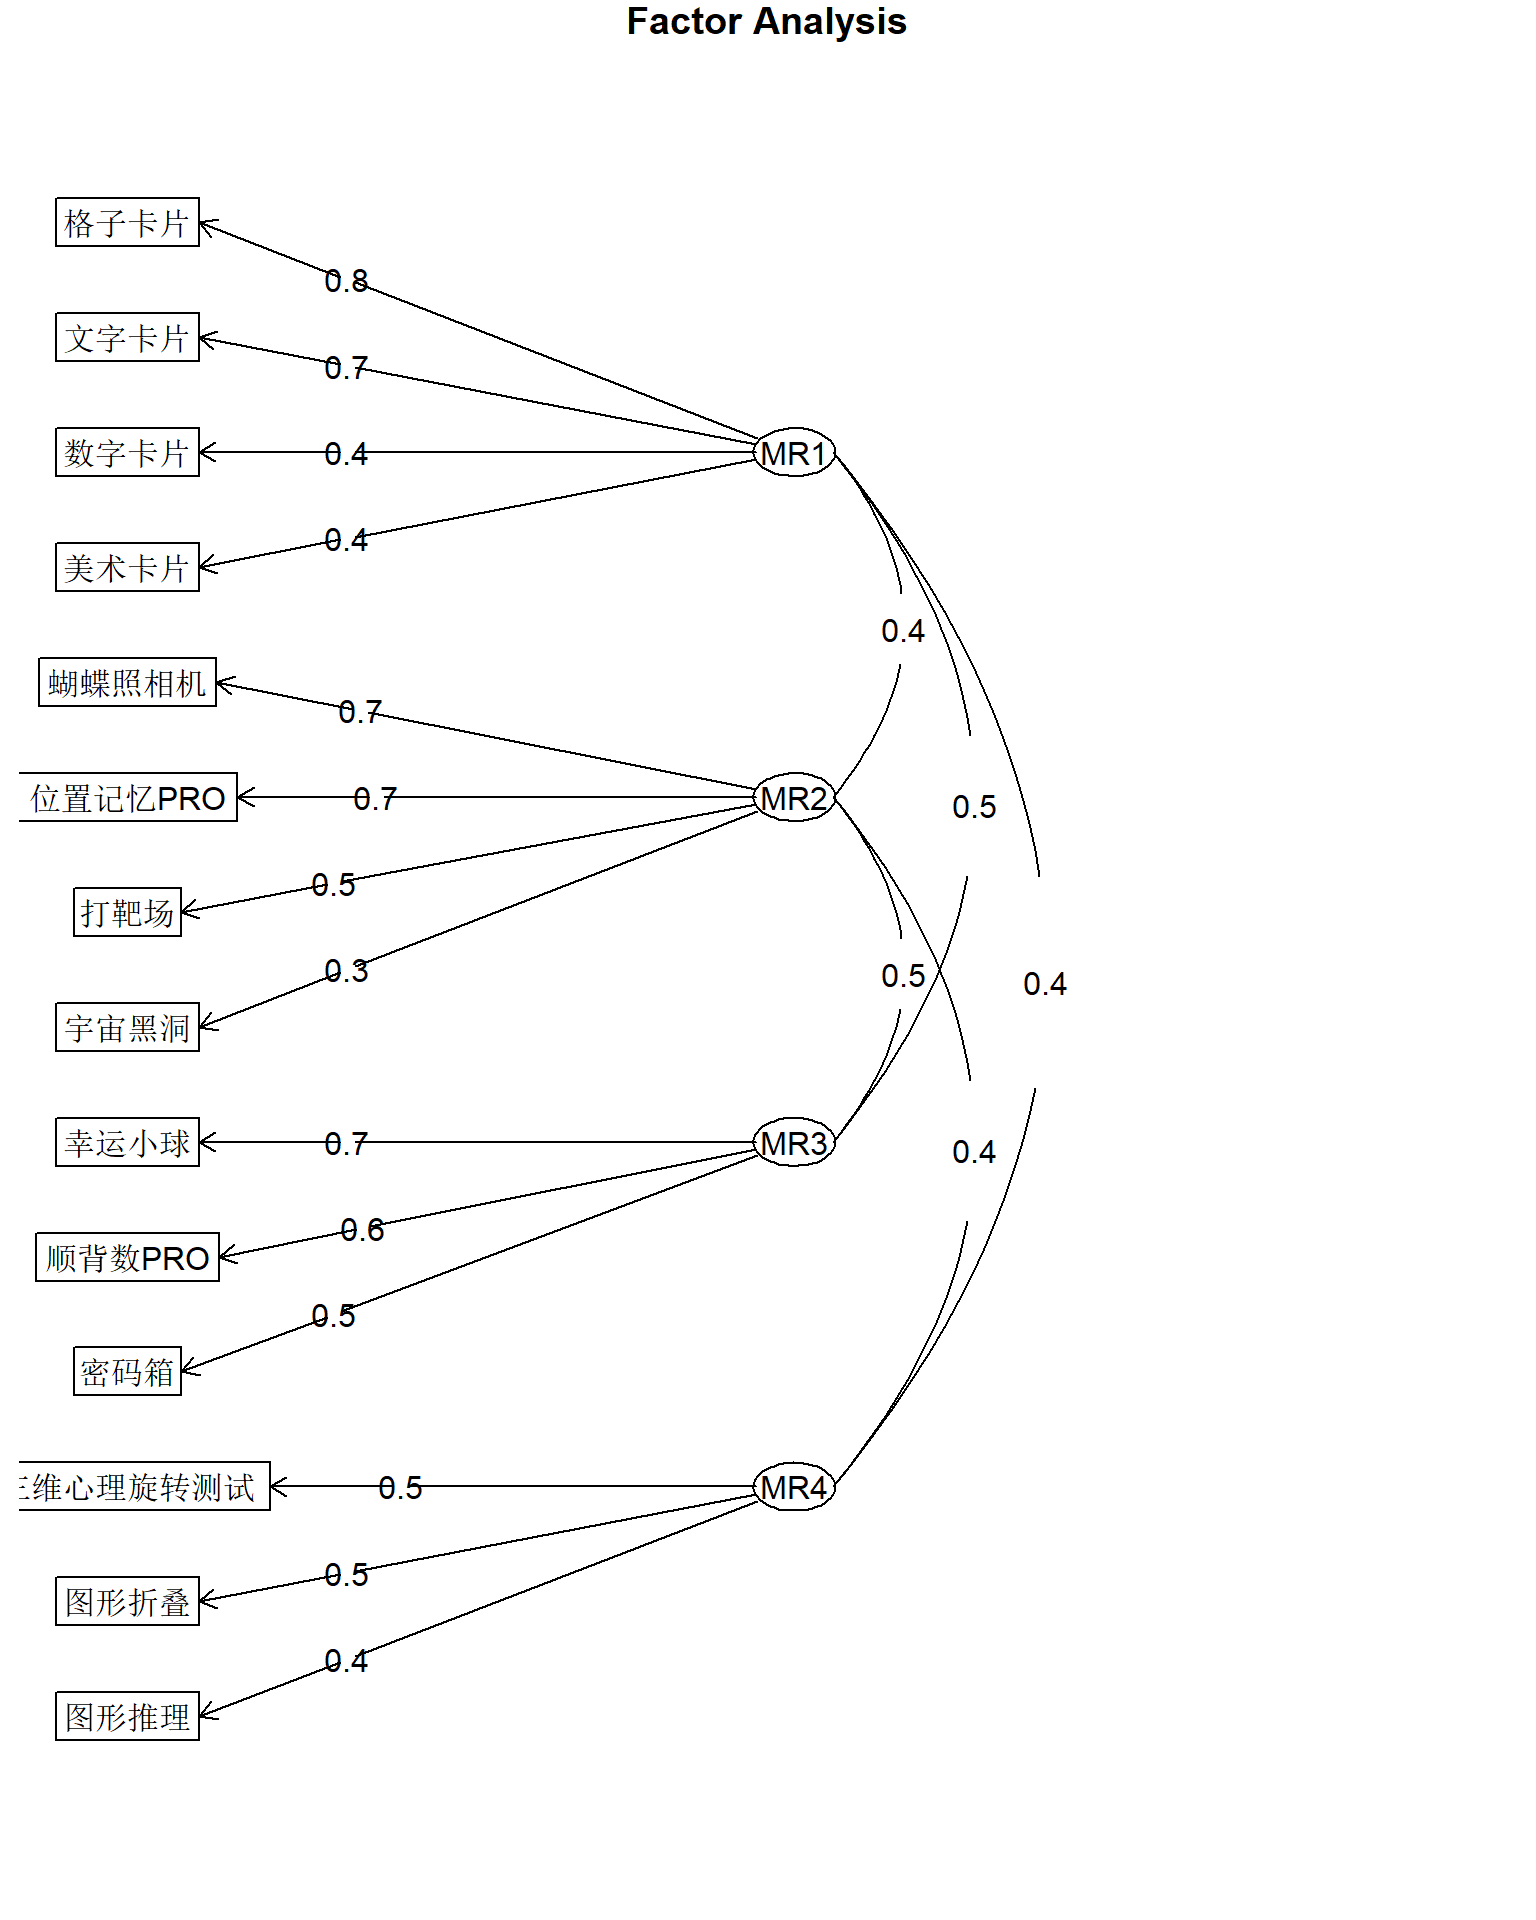 Factor Analysis
格子卡片
0.8
文字卡片
0.7
数字卡片
0.4
MR1
美术卡片
0.4
0.4
蝴蝶照相机
0.7
位置记忆PRO
0.7
MR2
0.5
打靶场
0.5
0.5
0.4
宇宙黑洞
0.3
幸运小球
0.7
MR3
0.4
顺背数PRO
0.6
密码箱
0.5
维心理旋转测试
0.5
MR4
图形折叠
0.5
图形推理
0.4